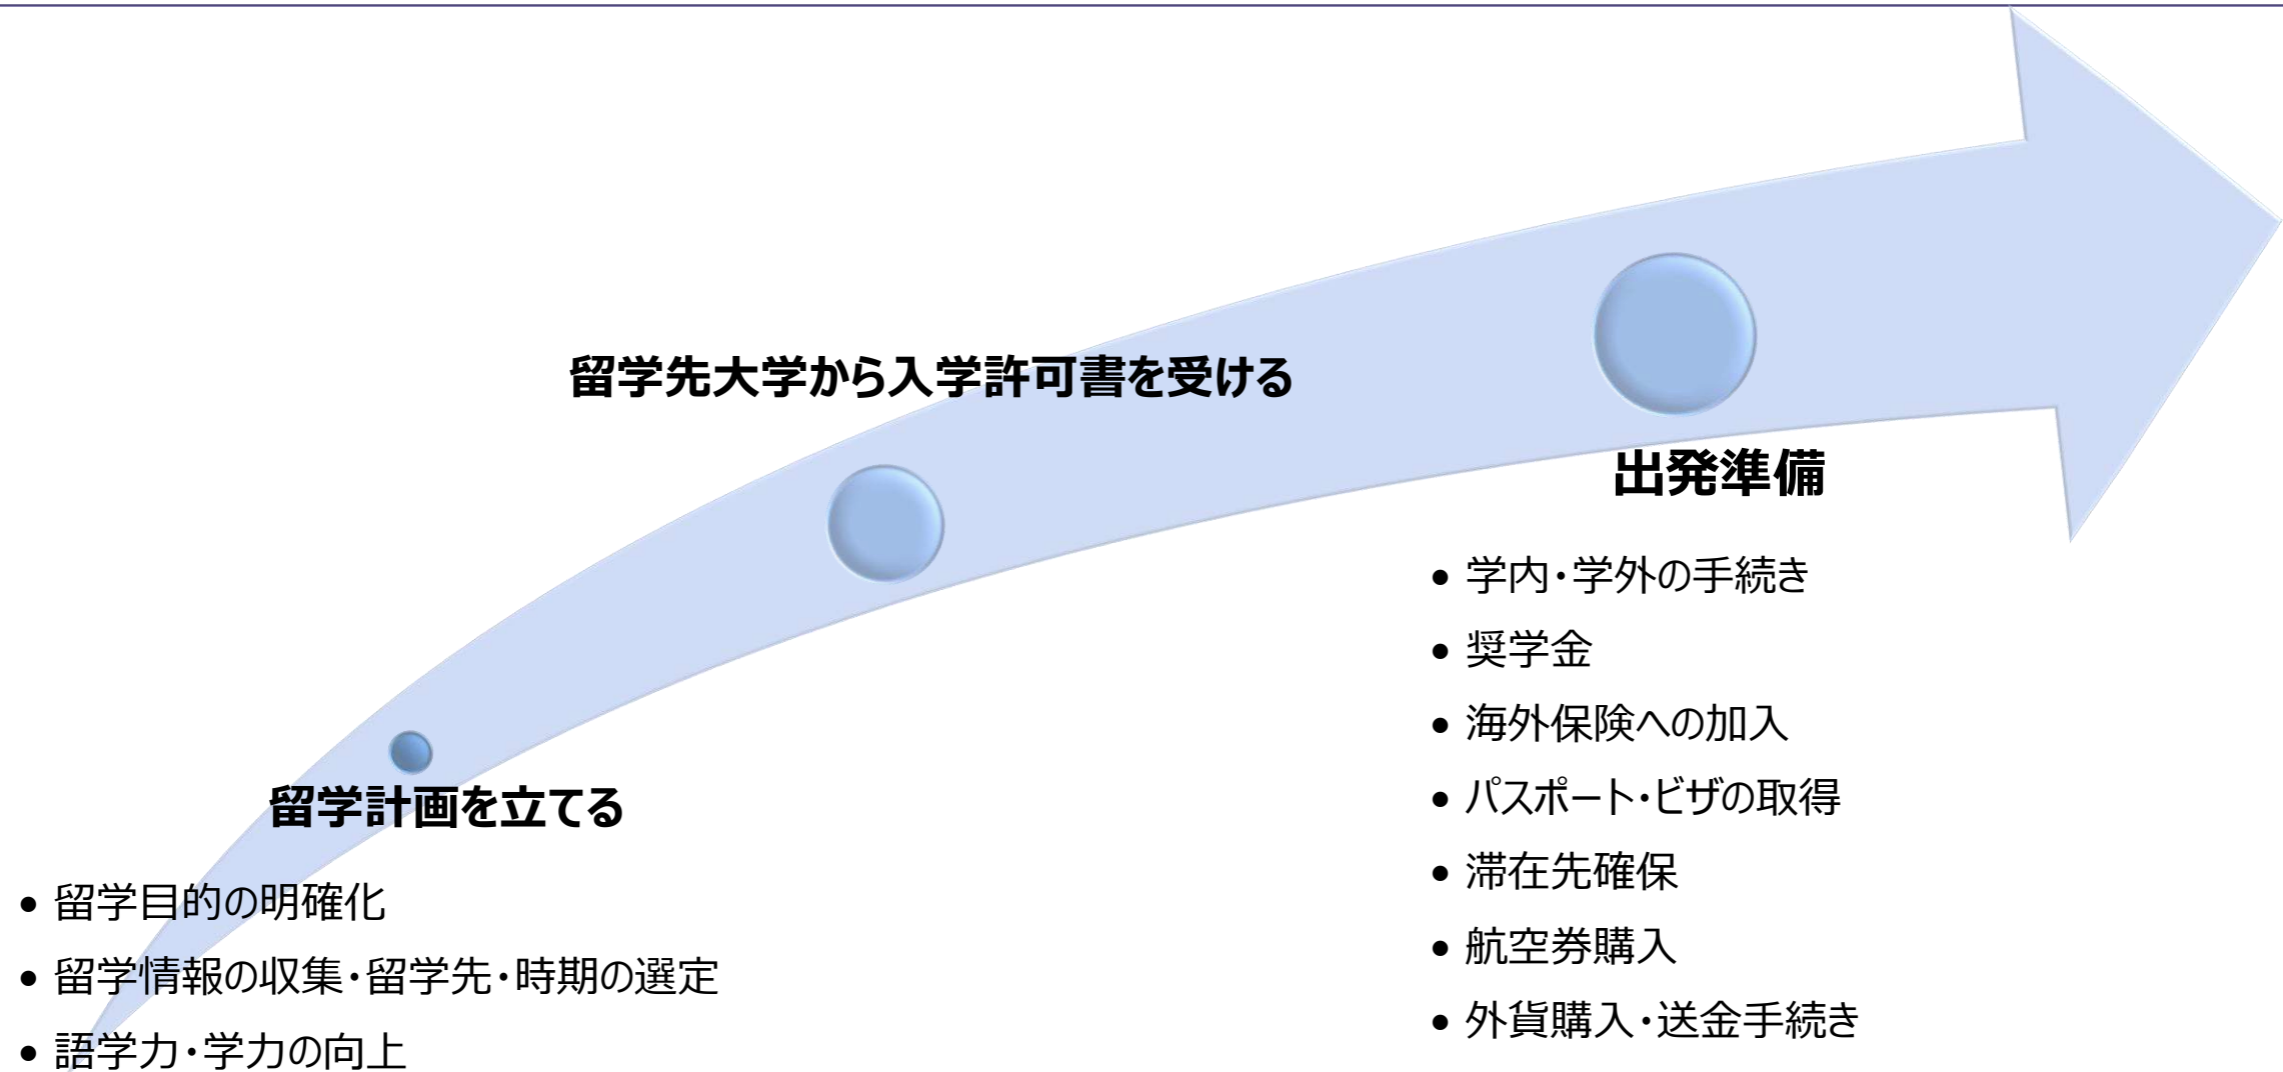 留学先大学から入学許可書を受ける
出発準備
• 学内・学外の手続き
• 奨学金
• 海外保険への加入
• パスポート・ビザの取得
• 滞在先確保
• 航空券購入
• 外貨購入・送金手続き
留学計画を立てる
• 留学目的の明確化
• 留学情報の収集・留学先・時期の選定
• 語学力・学力の向上